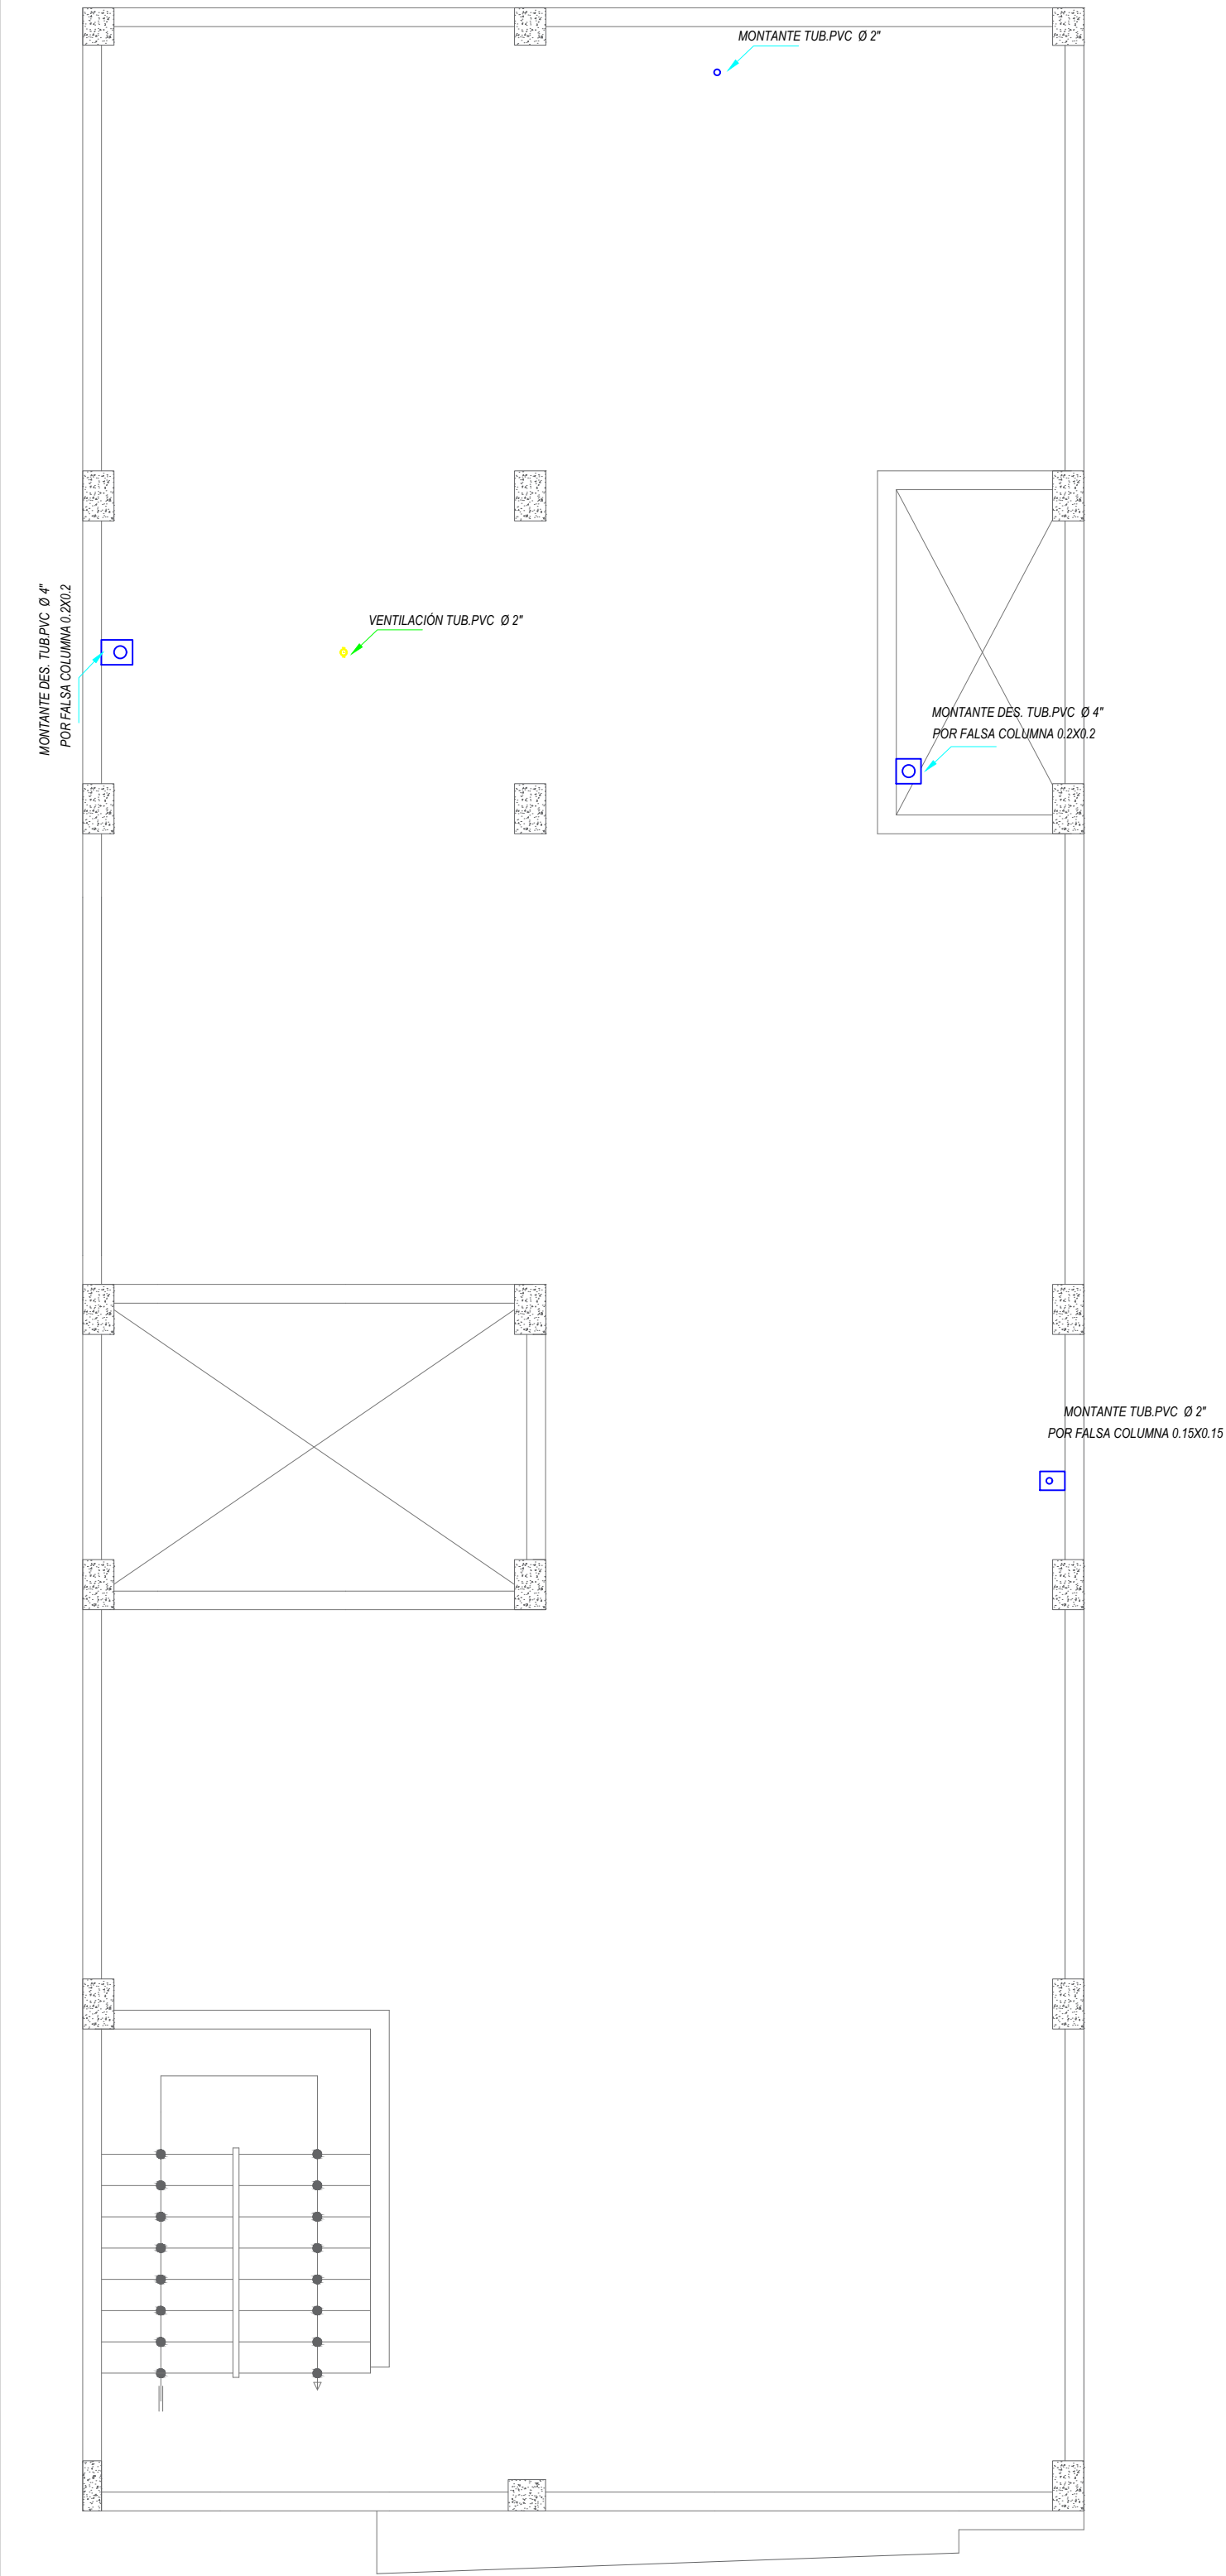 MONTANTE TUB.PVC Ø 2"
MONTANTE DES. TUB.PVC Ø 4"
POR FALSA COLUMNA 0.2X0.2
VENTILACIÓN TUB.PVC Ø 2"
MONTANTE DES. TUB.PVC Ø 4"
POR FALSA COLUMNA 0.2X0.2
MONTANTE TUB.PVC Ø 2"
POR FALSA COLUMNA 0.15X0.15